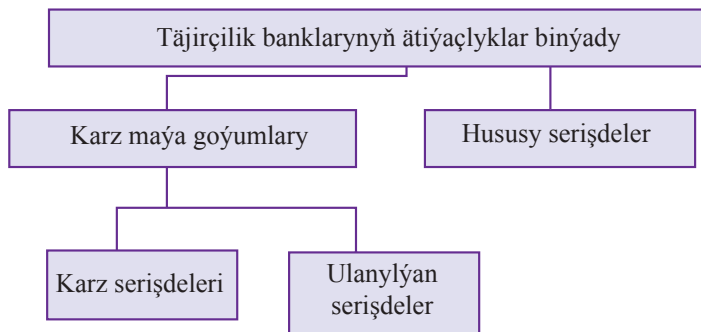 Täjirçilik banklarynyň ätiýaçlyklar binýady
Karz maýa goýumlary
Hususy serişdeler
Karz serişdeleri
Ulanylýan
serişdeler